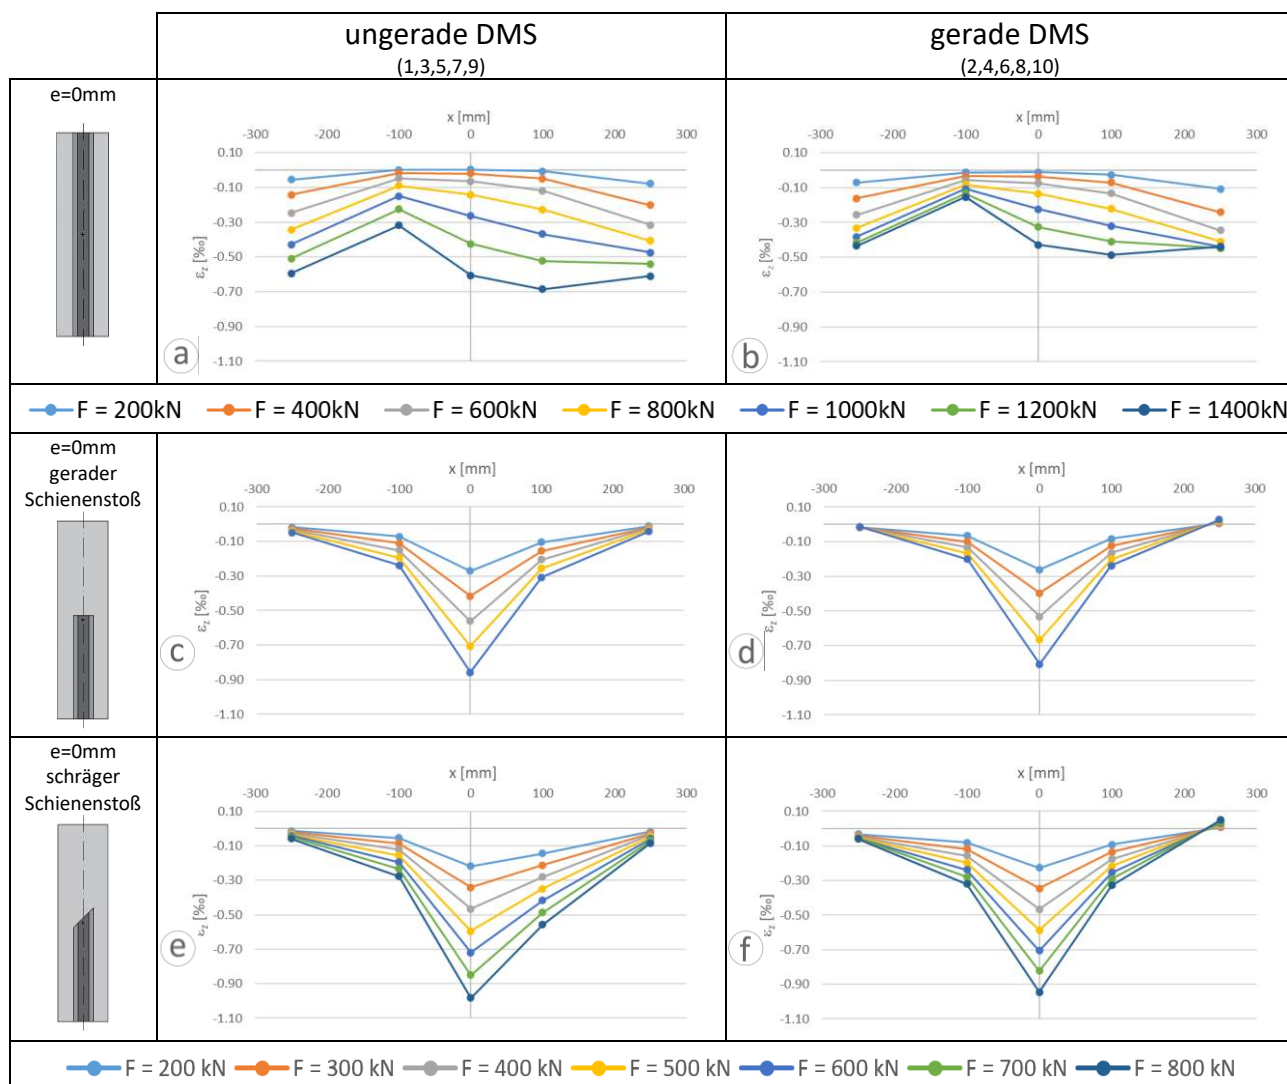 ungerade DMS
(1,3,5,7,9)
gerade DMS
(2,4,6,8,10)
e=0mm
x [mm]
-300 -200 -100 0 100 200 300
0.10
-0.10
-0.30
-0.50
-0.70
-0.90
-1.10
εz [‰]
a
x [mm]
-300 -200 -100 0 100 200 300
0.10
-0.10
-0.30
-0.50
-0.70
-0.90
-1.10
εz [‰]
b
F = 200kN F = 400kN F = 600kN F = 800kN F = 1000kN F = 1200kN F = 1400kN
e=0mm
gerader
Schienenstoß
x [mm]
-300 -200 -100 0 100 200 300
0.10
-0.10
-0.30
-0.50
-0.70
-0.90
-1.10
εz [‰]
c
x [mm]
-300 -200 -100 0 100 200 300
0.10
-0.10
-0.30
-0.50
-0.70
-0.90
-1.10
εz [‰]
d
e=0mm
schräger
Schienenstoß
x [mm]
-300 -200 -100 0 100 200 300
0.10
-0.10
-0.30
-0.50
-0.70
-0.90
-1.10
εz [‰]
e
x [mm]
-300 -200 -100 0 100 200 300
0.10
-0.10
-0.30
-0.50
-0.70
-0.90
-1.10
εz [‰]
f
F = 200 kN F = 300 kN F = 400 kN F = 500 kN F = 600 kN F = 700 kN F = 800 kN